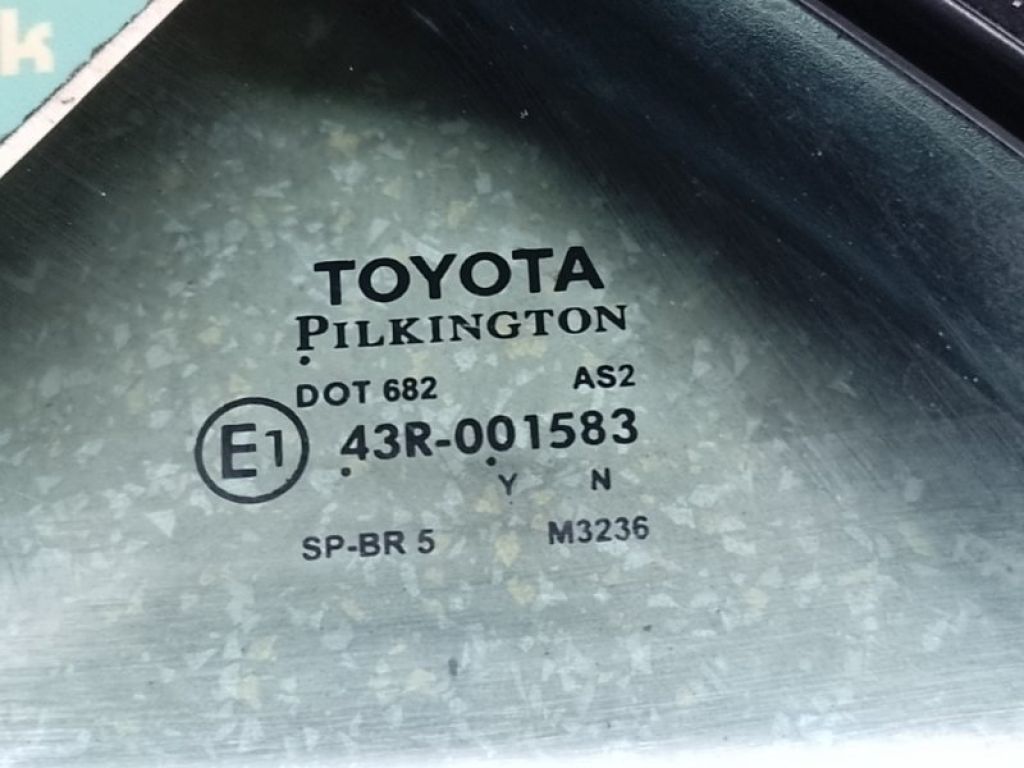 k
TOYOTA
PILKINGTON
DOT 682 AS2
E1 43R-001583
Y N
SP-BR 5 M3236